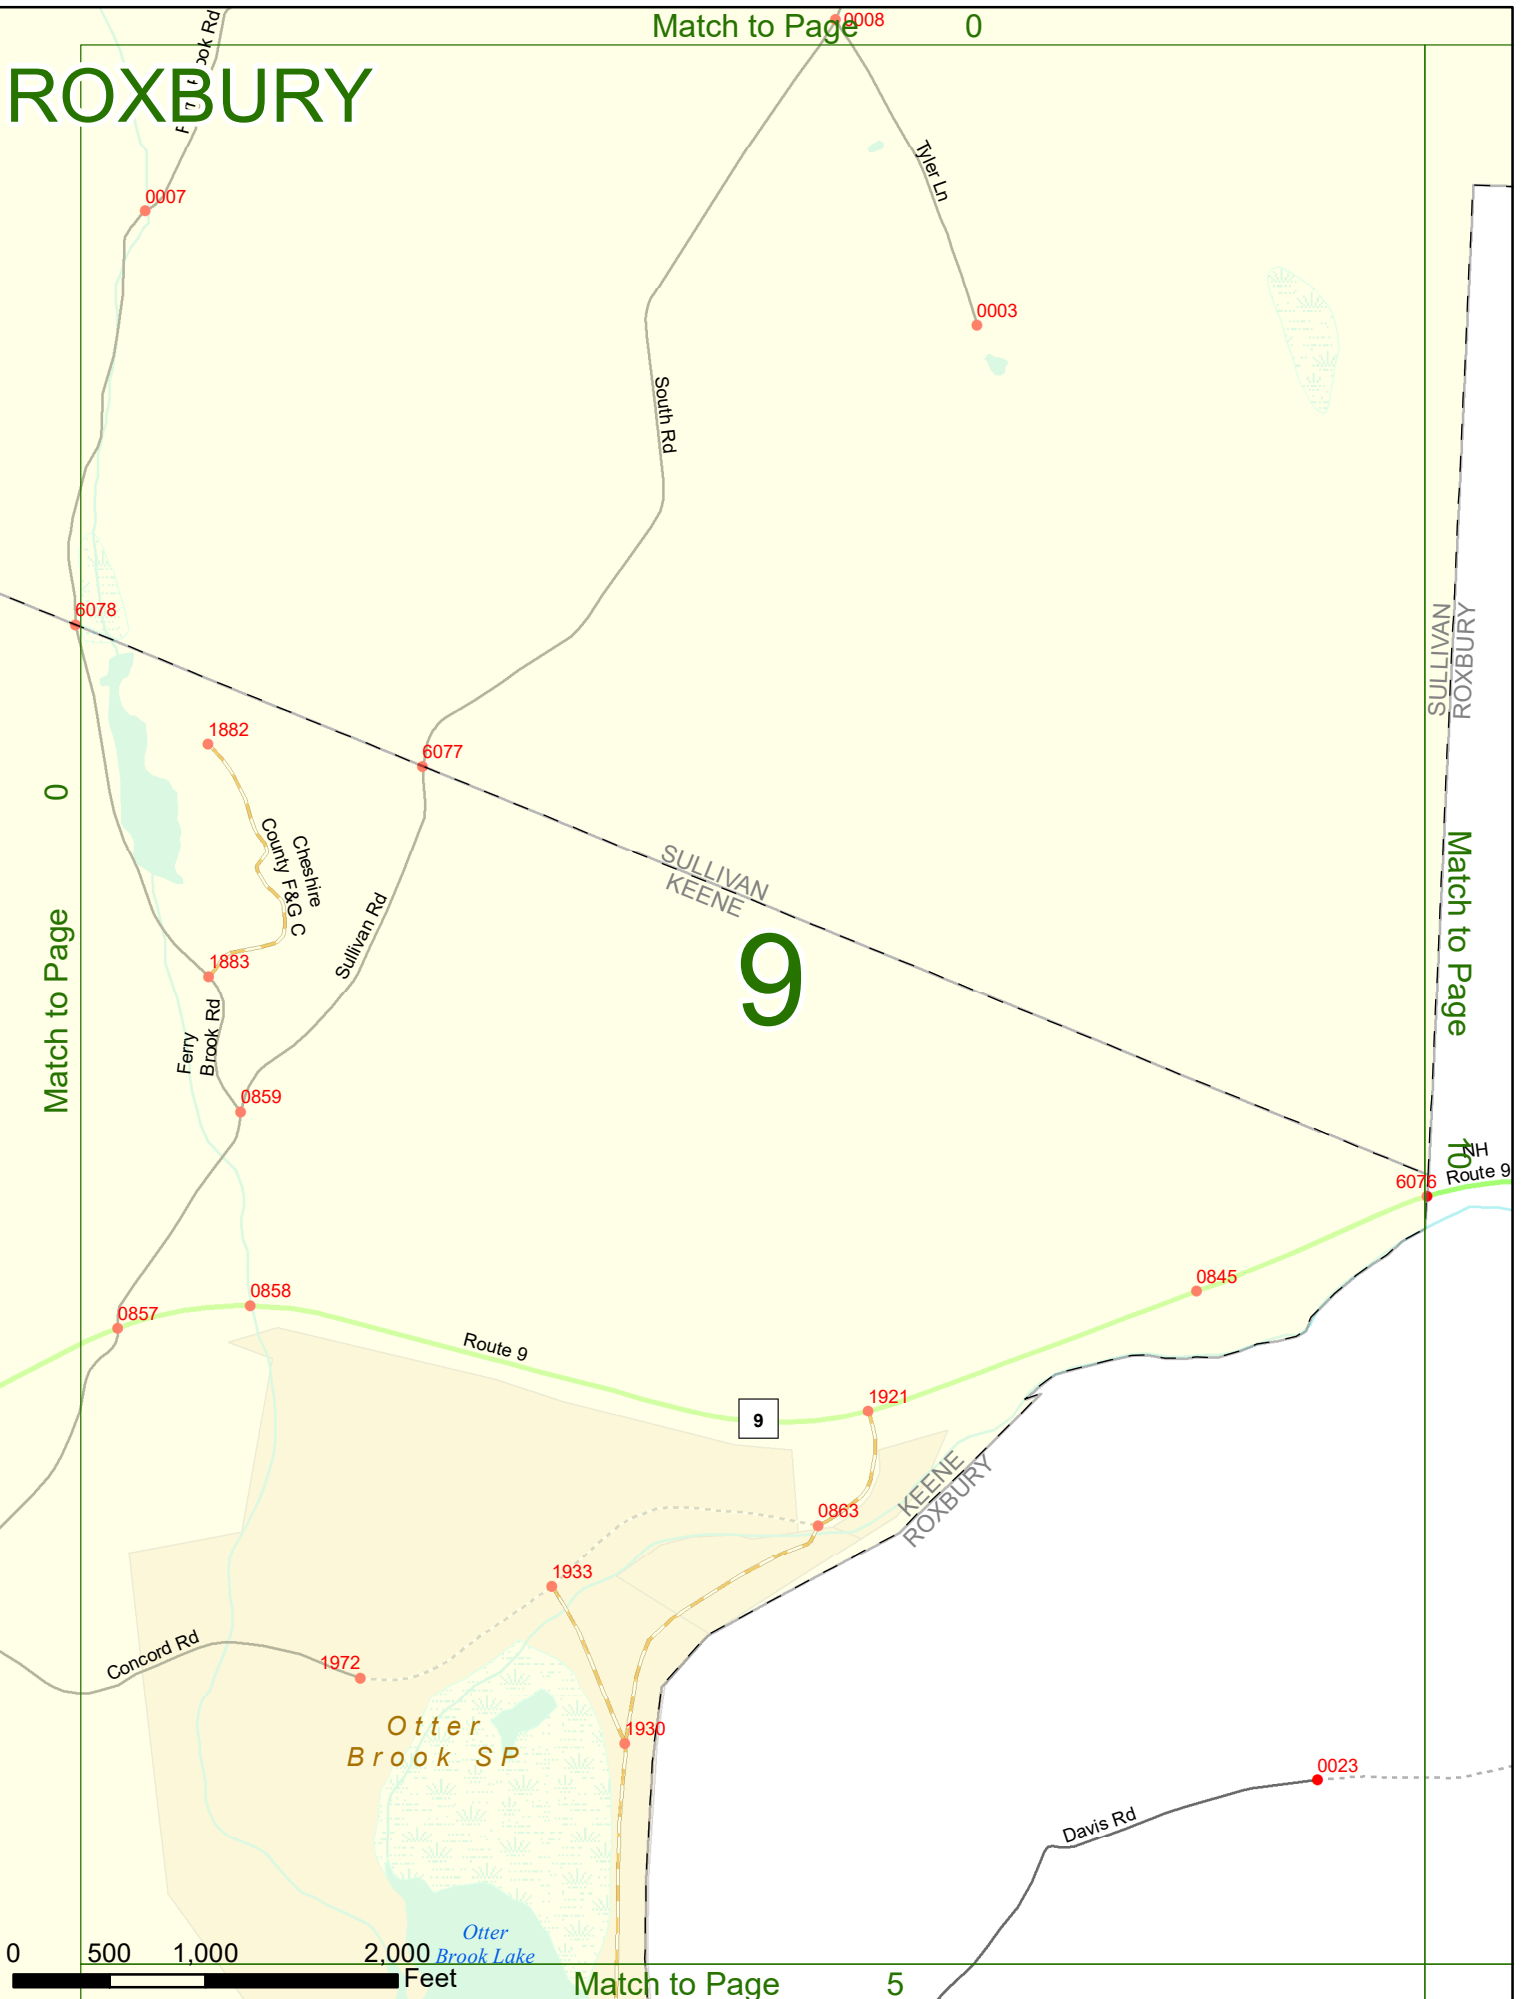 Match to Page 0
0008
ROXBURY
Brook Rd
0007
Tyler Ln
0003
South Rd
6078
SULLIVAN
ROXBURY
1882
6077
0
Match to Page
Cheshire
County F&G C
SULLIVAN
KEENE
Match to Page
10
Sullivan Rd
9
1883
Ferry
Brook Rd
0859
NH
Route 9
6076
0858
0845
0857
Route 9
9
1921
KEENE
ROXBURY
0863
1933
Concord Rd
1972
Otter
Brook SP
1930
0023
Davis Rd
Otter
Brook Lake
0 500 1,000 2,000
Feet
Match to Page 5